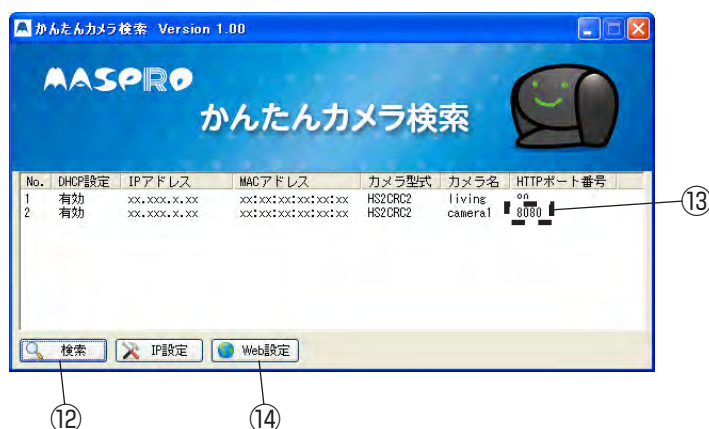 かんたんカメラ検索 Version 1.00
MASPRO
かんたんカメラ検索
No. DHCP設定 IPアドレス MACアドレス カメラ型式 カメラ名 HTTPポート番号
1 有効 xx.xxx.x.xx xx:xx:xx:xx:xx:xx HS2CRC2 living
2 有効 xx.xxx.x.xx xx:xx:xx:xx:xx:xx HS2CRC2 camera1 8080
⑬
検索 IP設定 Web設定
⑫ ⑭